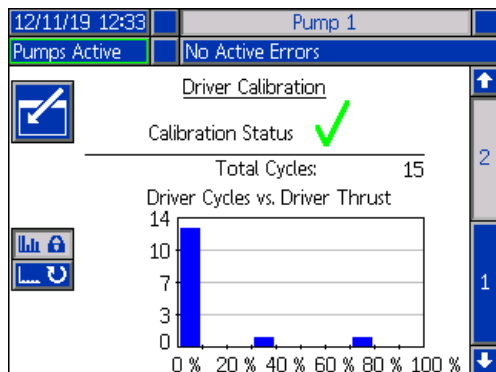 12/11/19 12:33 Pump 1
Pumps Active No Active Errors
Driver Calibration
Calibration Status
2
Total Cycles: 15
Driver Cycles vs. Driver Thrust
14
10
7
1
3
0
0 % 20 % 40 % 60 % 80 % 100 %